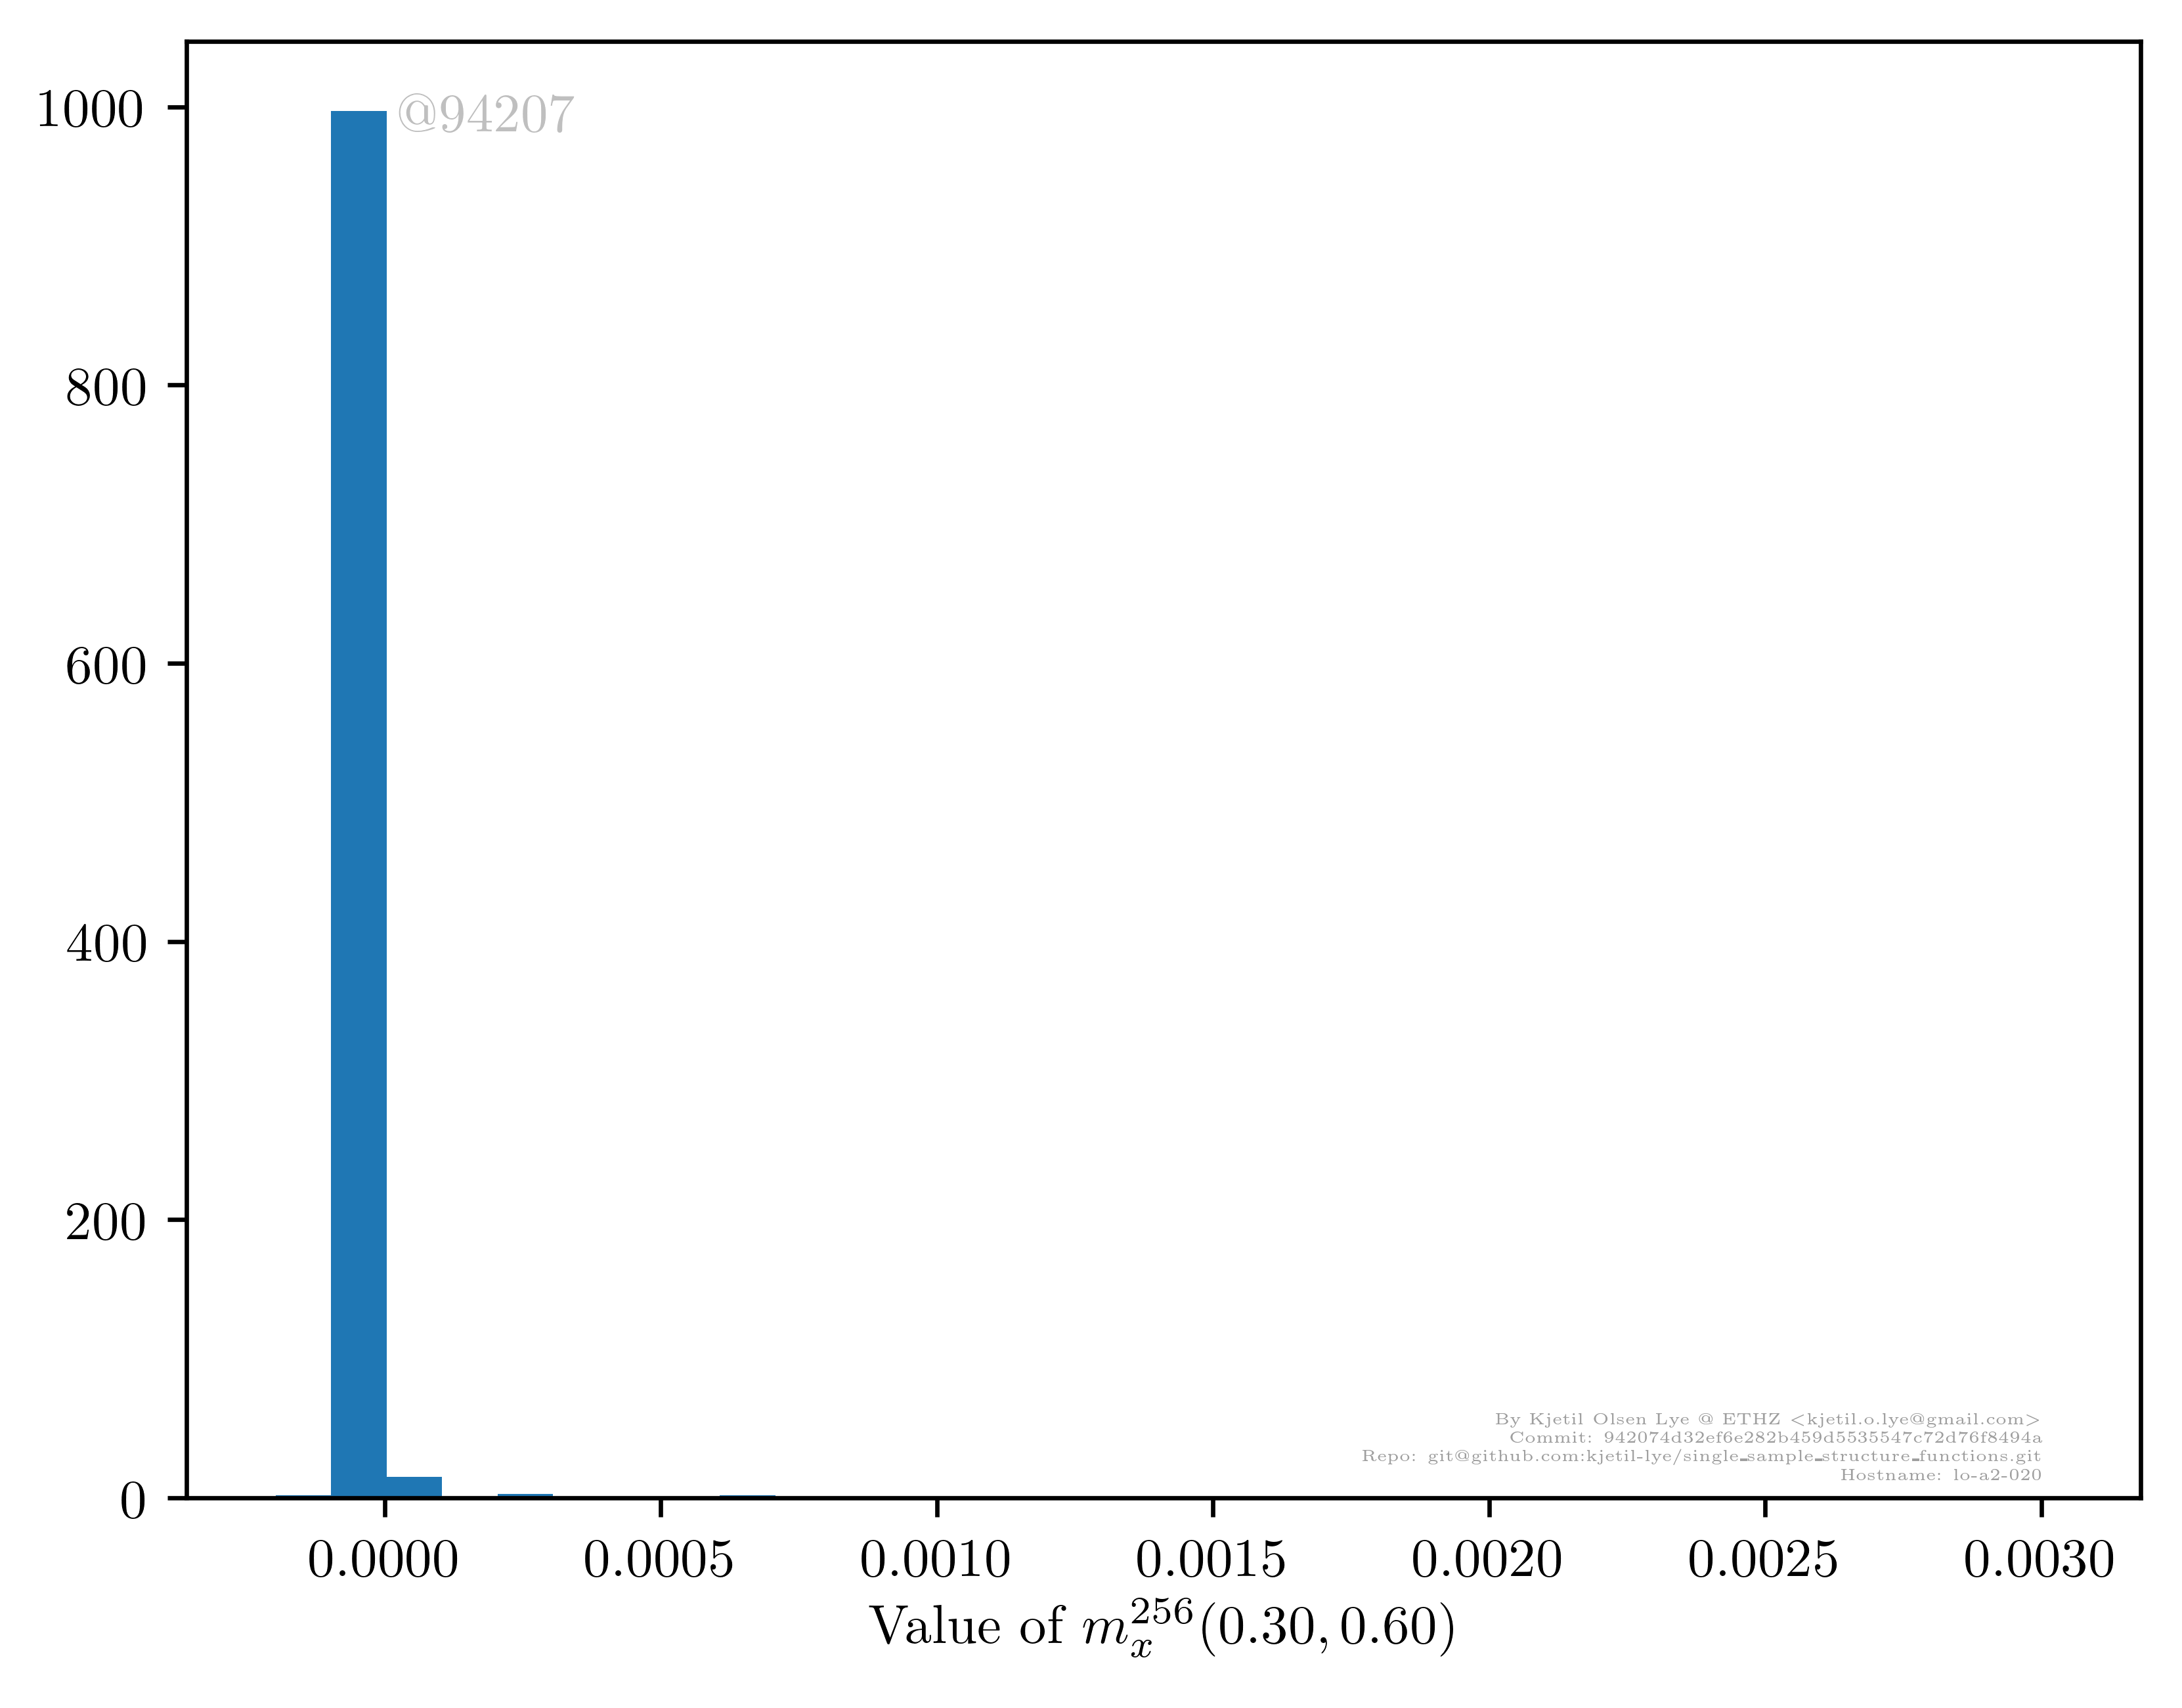 @94207
1000
800
600
400
200
0
By Kjetil Olsen Lye @ ETHZ <kjetil.o.lye@gmail.com>
Commit: 942074d32ef6e282b459d5535547c72d76f8494a
Repo: git@github.com:kjetil-lye/single_sample_structure_functions.git
Hostname: lo-a2-020
0.0000 0.0005 0.0010 0.0015 0.0020 0.0025 0.0030
Value of $m_x^{256}(0.30, 0.60)$